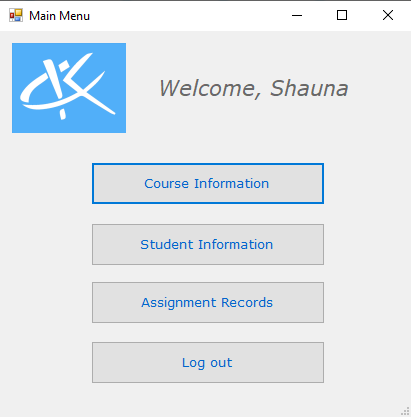 Main Menu
Welcome, Shauna
Course Information
Student Information
Assignment Records
Log out